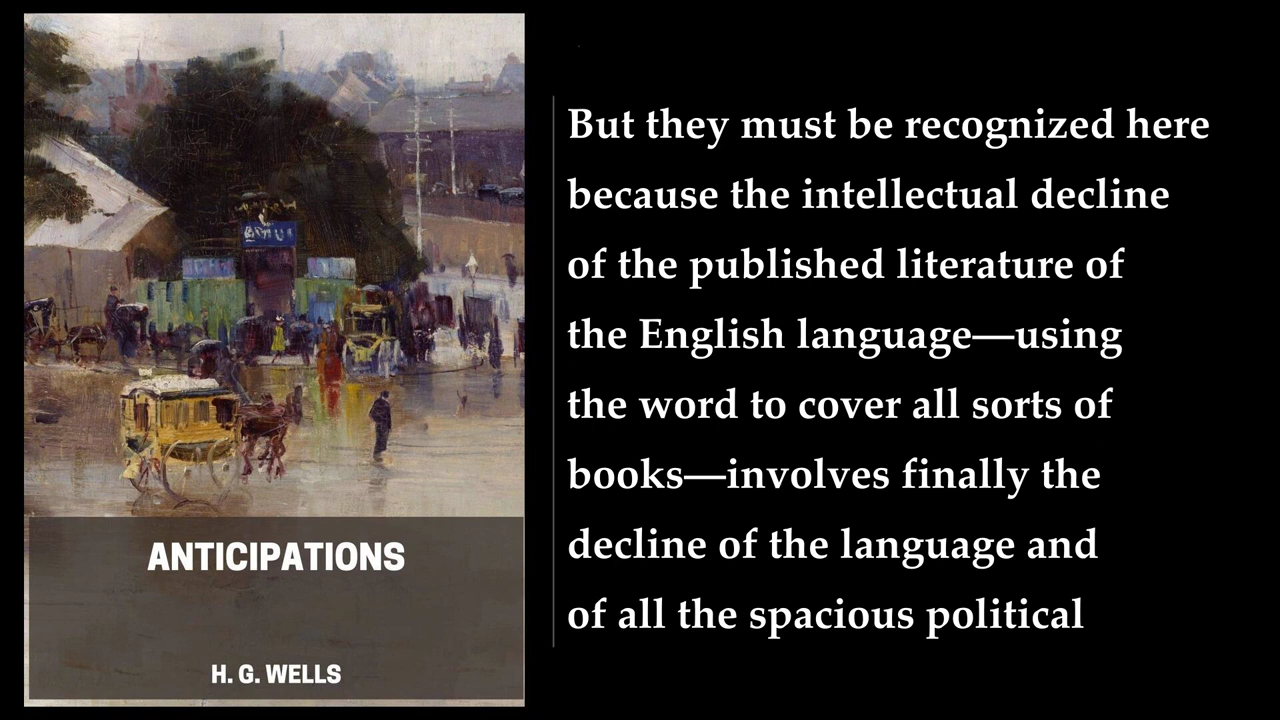 ANTICIPATIONS
H. G. WELLS
But they must be recognized here
because the intellectual decline
of the published literature of
the English language—using
the word to cover all sorts of
books—involves finally the
decline of the language and
of all the spacious political